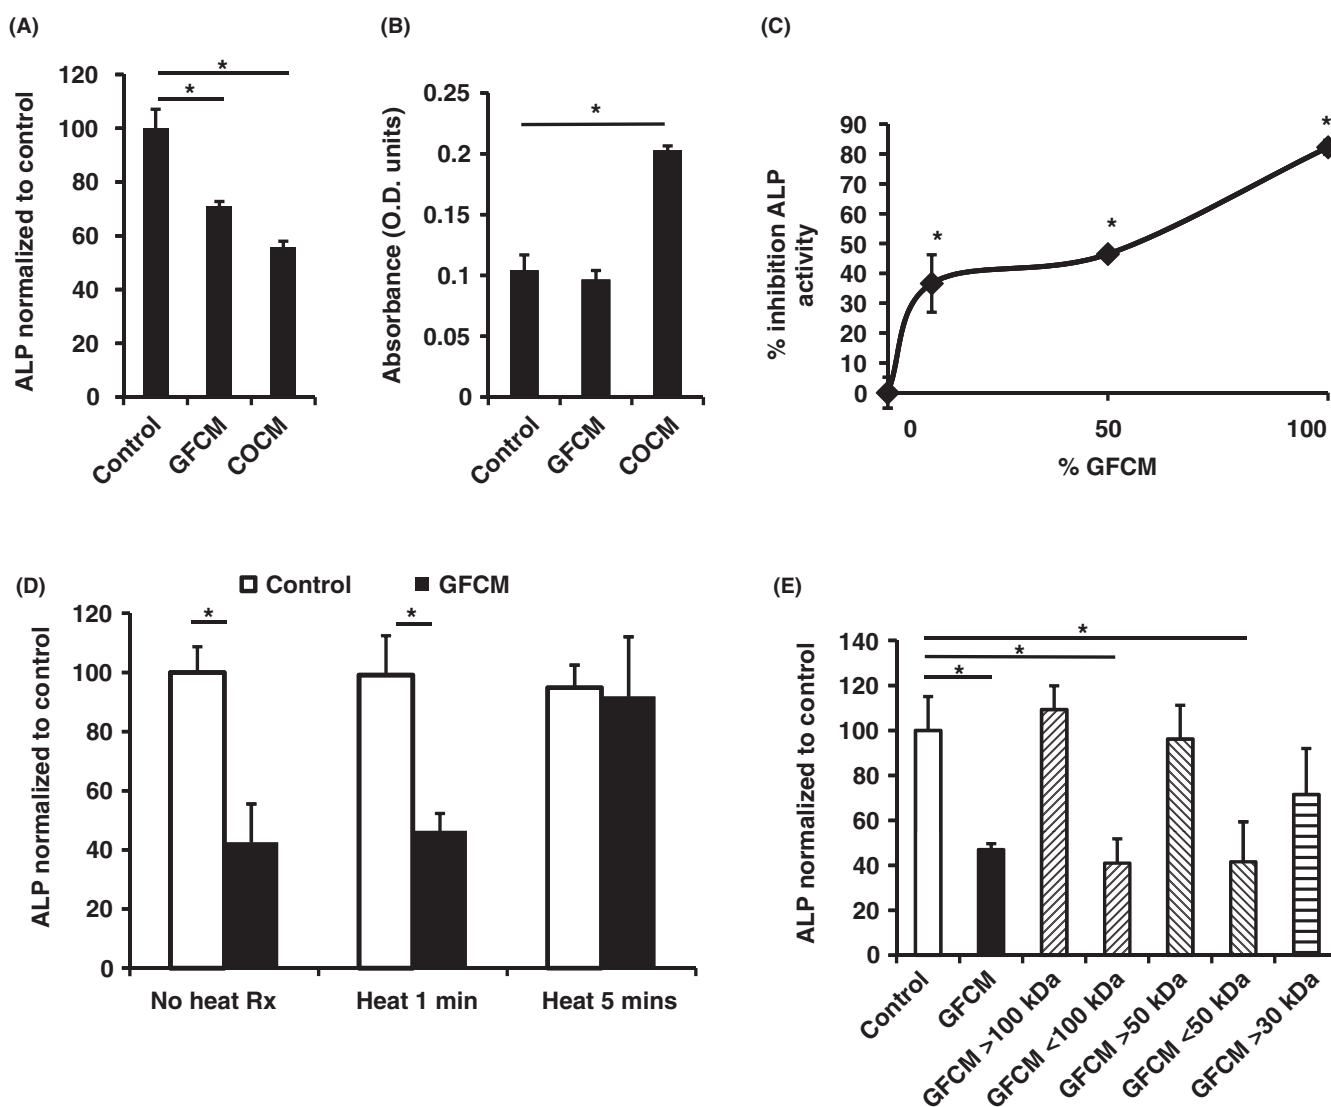 (A)
ALP normalized to control
120
100
80
60
40
20
0
*
*
Control
GFCM
COCM
(B)
Absorbance (O.D. units)
0.25
0.2
0.15
0.1
0.05
0
*
Control
GFCM
COCM
(C)
% inhibition ALP
activity
90
80
70
60
50
40
30
20
10
0
*
*
*
0
50
100
% GFCM
(D)
Control
GFCM
ALP normalized to control
120
100
80
60
40
20
0
*
*
No heat Rx
Heat 1 min
Heat 5 mins
(E)
ALP normalized to control
140
120
100
80
60
40
20
0
*
*
*
Control
GFCM
GFCM >100 kDa
GFCM <100 kDa
GFCM >50 kDa
GFCM <50 kDa
GFCM >30 kDa